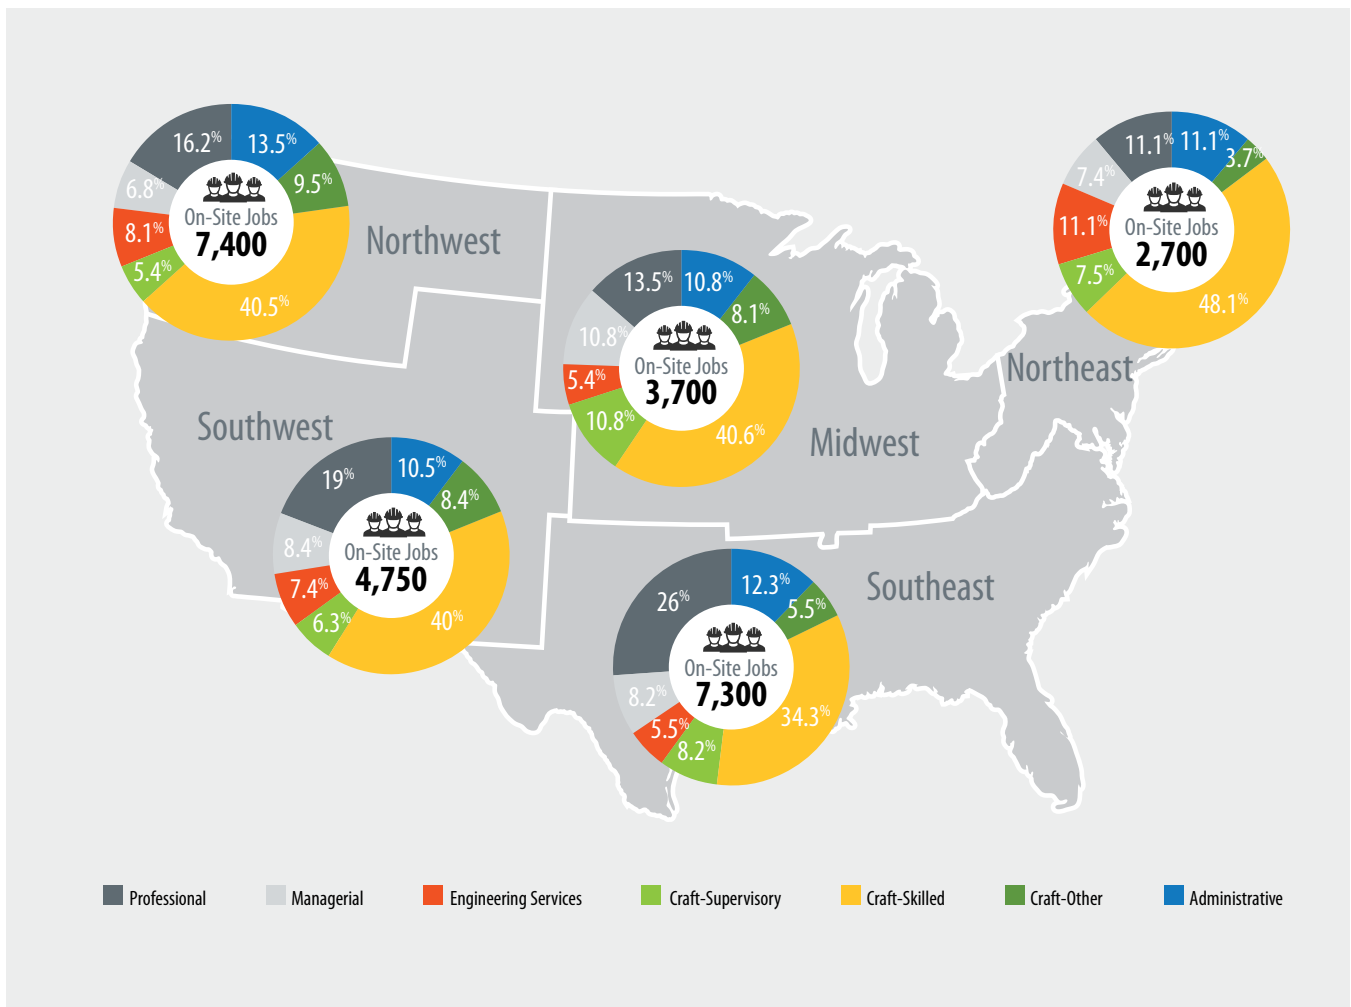 16.2%
13.5%
9.5%
40.5%
5.4%
8.1%
6.8%
On-Site Jobs
7,400
Northwest
11.1%
11.1%
3.7%
48.1%
7.5%
11.1%
7.4%
On-Site Jobs
2,700
Northeast
13.5%
10.8%
8.1%
40.6%
10.8%
5.4%
10.8%
On-Site Jobs
3,700
Midwest
Southwest
19%
10.5%
8.4%
40%
6.3%
7.4%
8.4%
On-Site Jobs
4,750
Southeast
26%
12.3%
5.5%
34.3%
8.2%
5.5%
8.2%
On-Site Jobs
7,300
Professional
Managerial
Engineering Services
Craft-Supervisory
Craft-Skilled
Craft-Other
Administrative